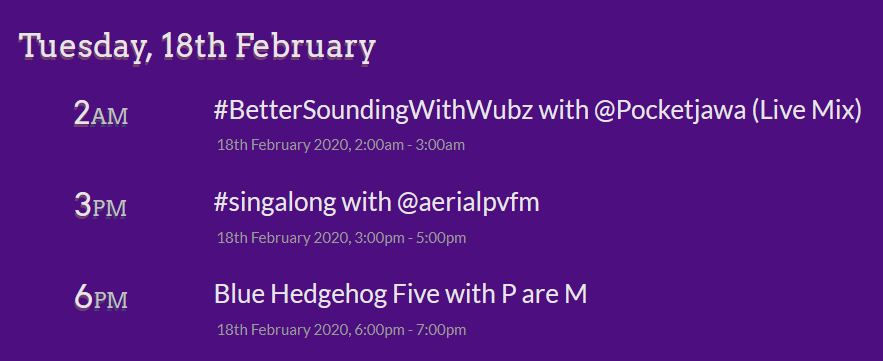 Tuesday, 18th February
2AM
#BetterSoundingWithWubz with @Pocketjawa (Live Mix)
18th February 2020, 2:00am - 3:00am
3PM
#singalong with @aerialpvfm
18th February 2020, 3:00pm - 5:00pm
6PM
Blue Hedgehog Five with P are M
18th February 2020, 6:00pm - 7:00pm